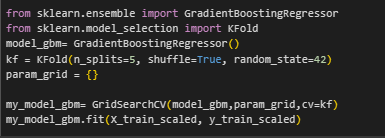 from sklearn.ensemble import GradientBoostingRegressor
from sklearn.model_selection import KFold
model_gbm= GradientBoostingRegressor()
kf = KFold(n_splits=5, shuffle=True, random_state=42)
param_grid = {}
my_model_gbm= GridSearchCV(model_gbm,param_grid,cv=kf)
my_model_gbm.fit(X_train_scaled, y_train_scaled)